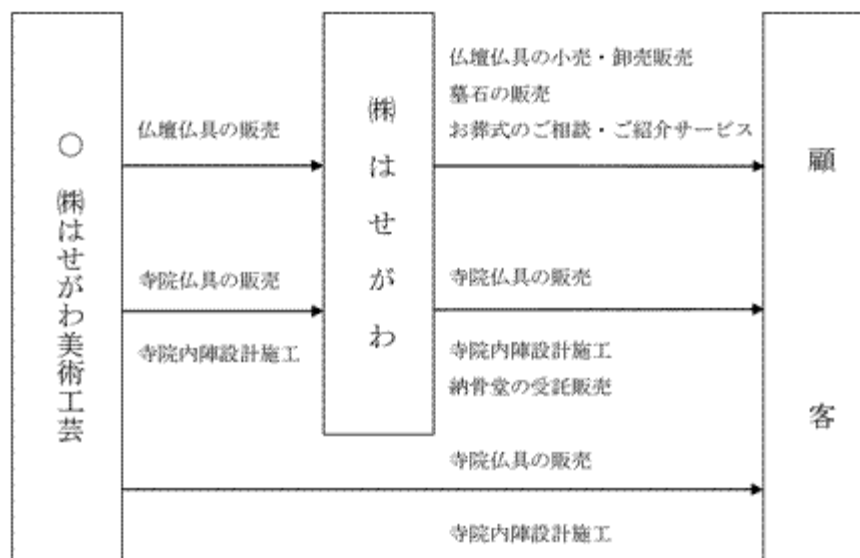 ○ ㈱はせがわ美術工芸
仏壇仏具の販売
寺院仏具の販売
寺院内陣設計施工
㈱はせがわ
仏壇仏具の小売・卸売販売
墓石の販売
お葬式のご相談・ご紹介サービス
寺院仏具の販売
寺院内陣設計施工
納骨堂の受託販売
寺院仏具の販売
寺院内陣設計施工
顧客